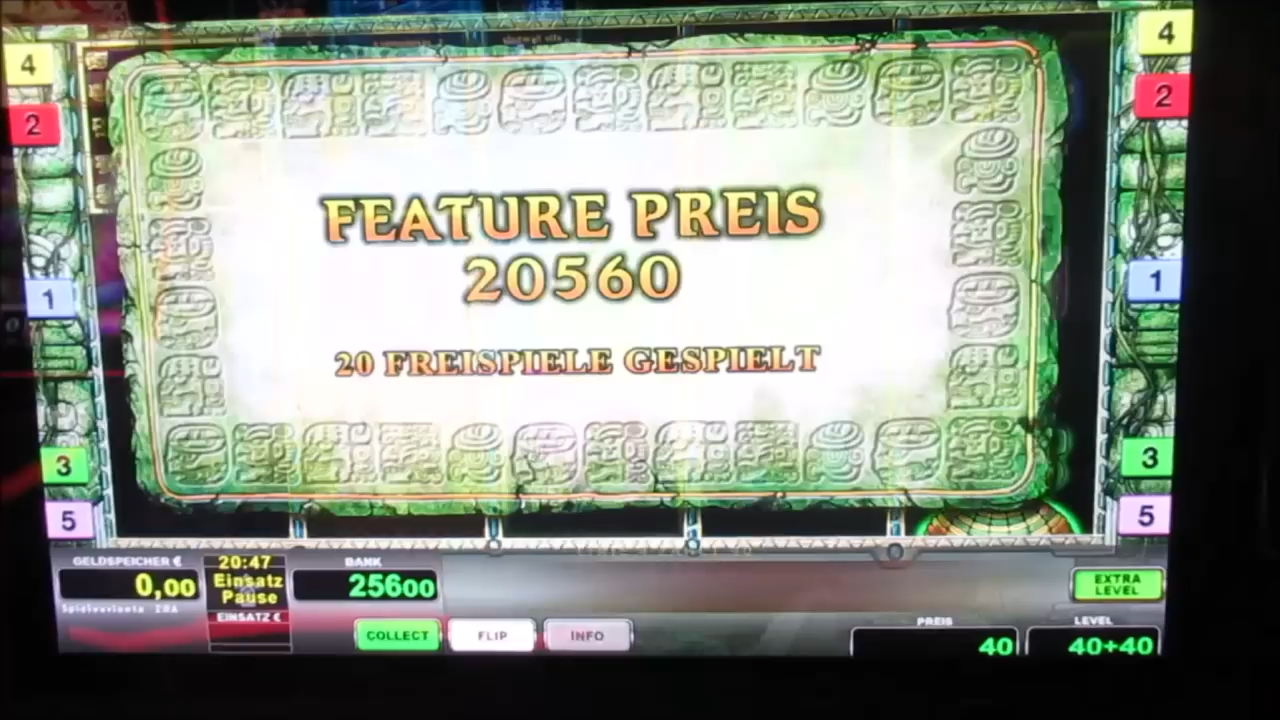 4
4
2
2
FEATURE PREIS
20560
1
1
20 FREISPIELE GESPIELT
3
3
5
5
GELDSPEICHER €
0,00
20:47
Einsatz
Pause
EINSATZ €
BANK
25600
EXTRA
LEVEL
COLLECT
FLIP
INFO
PREIS
40
LEVEL
40+40